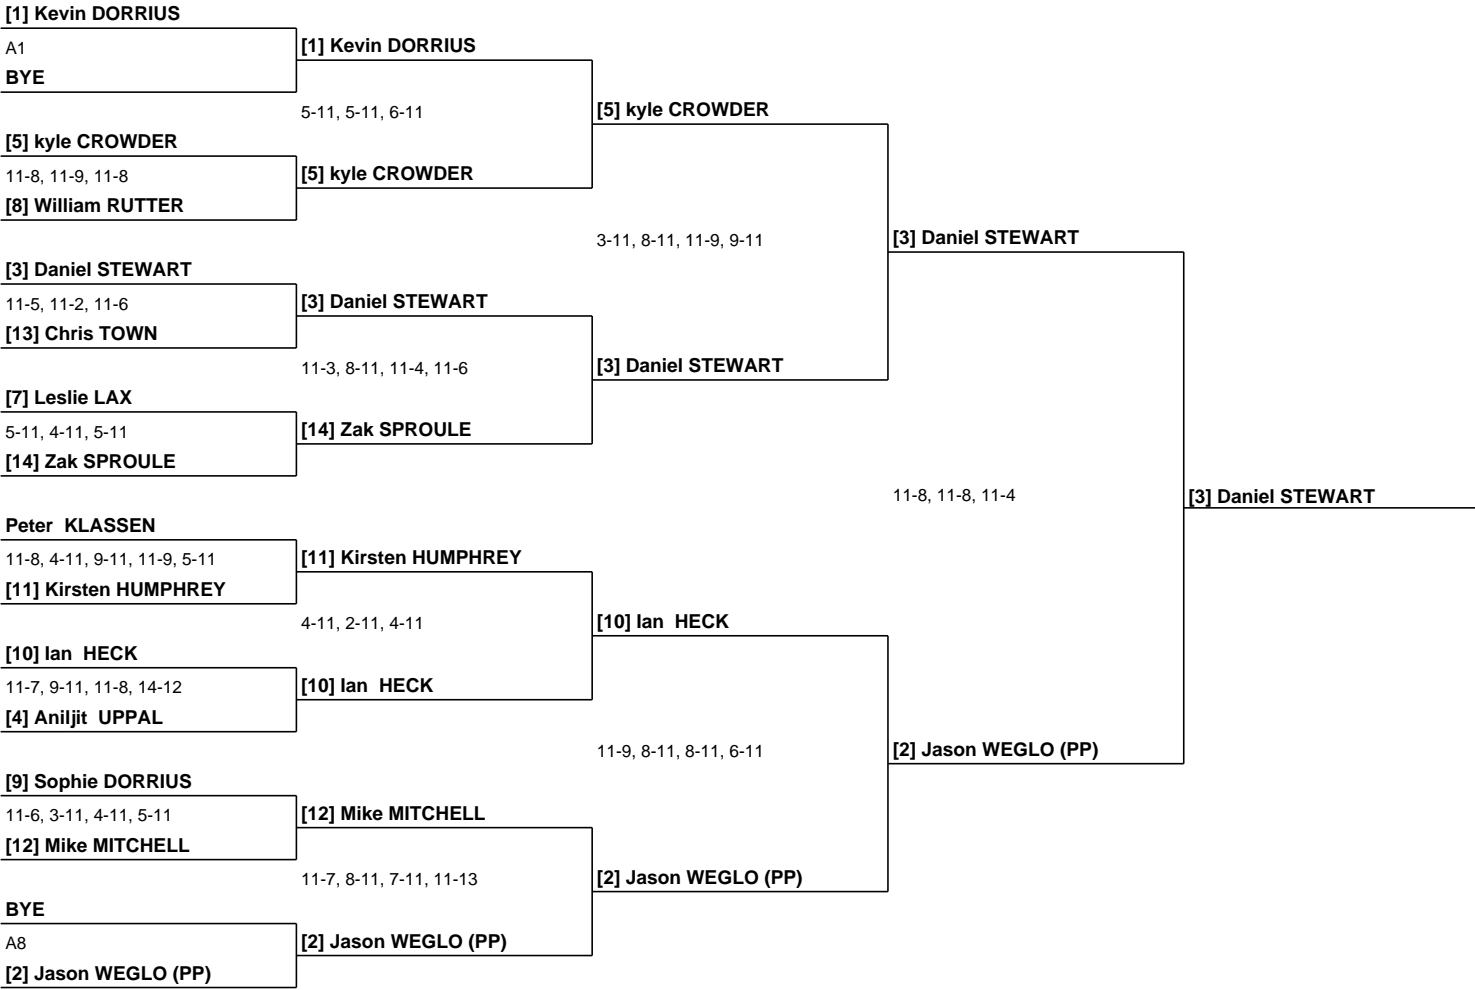 [1] Kevin DORRIUS
A1
BYE
[5] kyle CROWDER
11-8, 11-9, 11-8
[8] William RUTTER
[3] Daniel STEWART
11-5, 11-2, 11-6
[13] Chris TOWN
[7] Leslie LAX
5-11, 4-11, 5-11
[14] Zak SPROULE
Peter  KLASSEN
11-8, 4-11, 9-11, 11-9, 5-11
[11] Kirsten HUMPHREY
[10] Ian  HECK
11-7, 9-11, 11-8, 14-12
[4] Aniljit  UPPAL
[9] Sophie DORRIUS
11-6, 3-11, 4-11, 5-11
[12] Mike MITCHELL
BYE
A8
[2] Jason WEGLO (PP)
[1] Kevin DORRIUS
5-11, 5-11, 6-11
[5] kyle CROWDER
[3] Daniel STEWART
11-3, 8-11, 11-4, 11-6
[14] Zak SPROULE
[11] Kirsten HUMPHREY
4-11, 2-11, 4-11
[10] Ian  HECK
[12] Mike MITCHELL
11-7, 8-11, 7-11, 11-13
[2] Jason WEGLO (PP)
[5] kyle CROWDER
3-11, 8-11, 11-9, 9-11
[3] Daniel STEWART
[10] Ian  HECK
11-9, 8-11, 8-11, 6-11
[2] Jason WEGLO (PP)
[3] Daniel STEWART
11-8, 11-8, 11-4
[2] Jason WEGLO (PP)
[3] Daniel STEWART